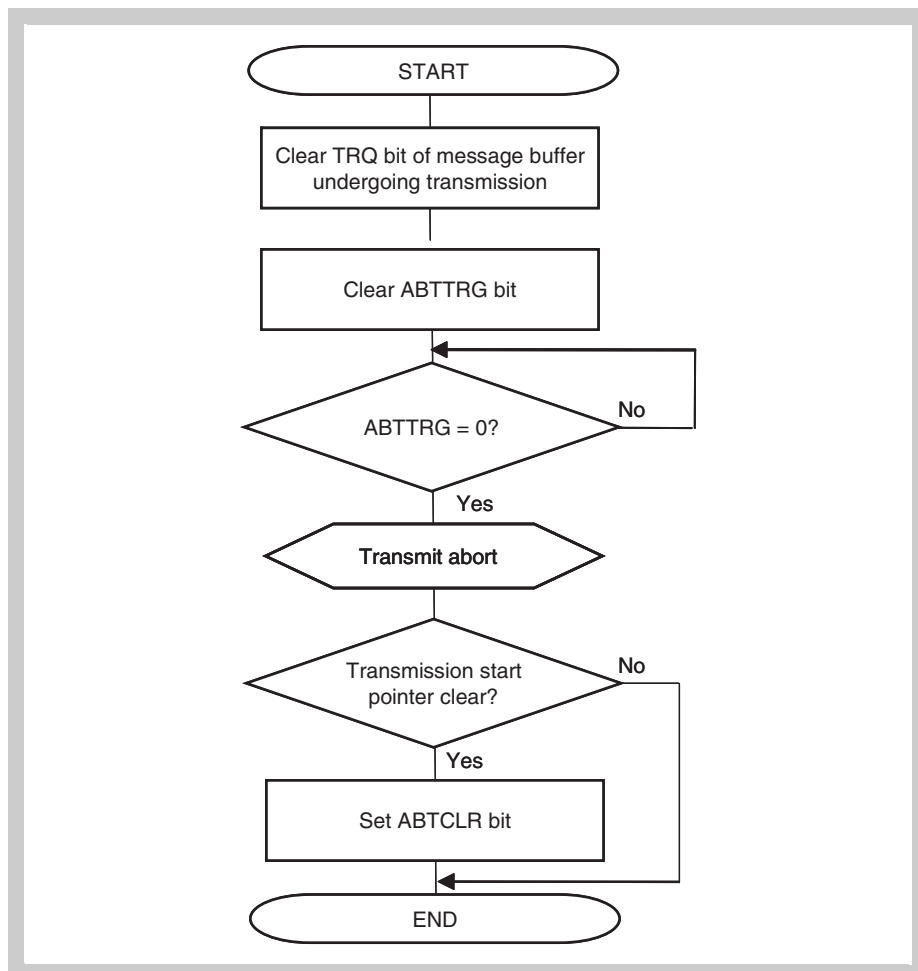 START
Clear TRQ bit of message buffer
undergoing transmission
Clear ABTTRG bit
ABTTRG = 0?
No
Yes
Transmit abort
Transmission start
pointer clear?
No
Yes
Set ABTCLR bit
END